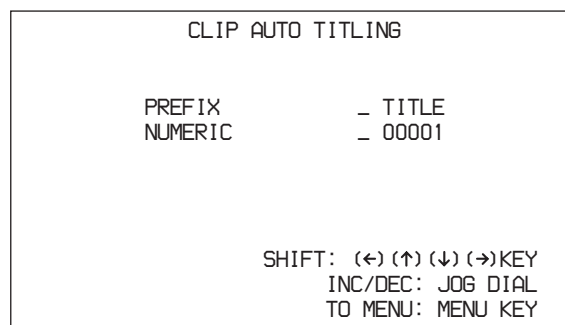 CLIP AUTO TITLING
PREFIX _ TITLE
NUMERIC _ 00001
SHIFT: (←)(↑)(↓)(→)KEY
INC/DEC: JOG DIAL
TO MENU: MENU KEY